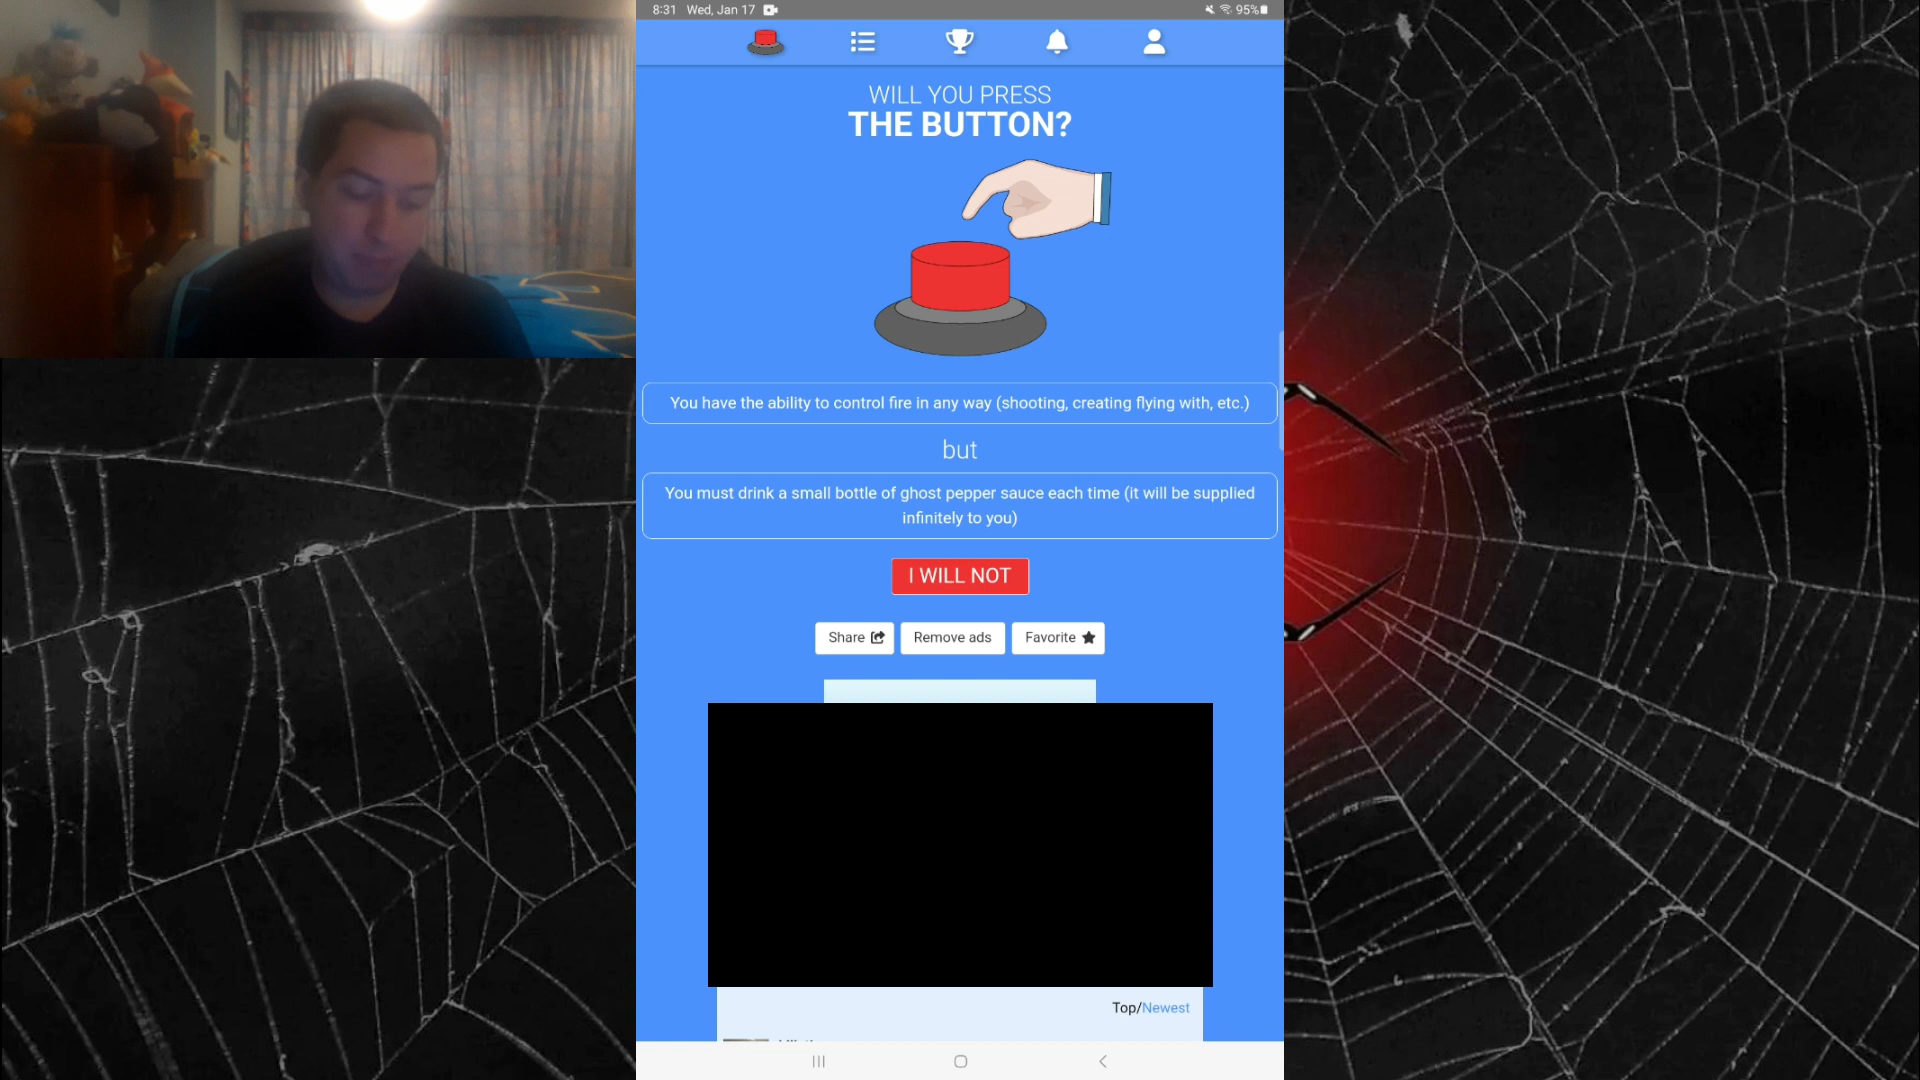 8:31 Wed, Jan 17
95%
WILL YOU PRESS
THE BUTTON?
You have the ability to control fire in any way (shooting, creating flying with, etc.)
but
You must drink a small bottle of ghost pepper sauce each time (it will be supplied
infinitely to you)
I WILL NOT
Share
Remove ads
Favorite
Top/Newest